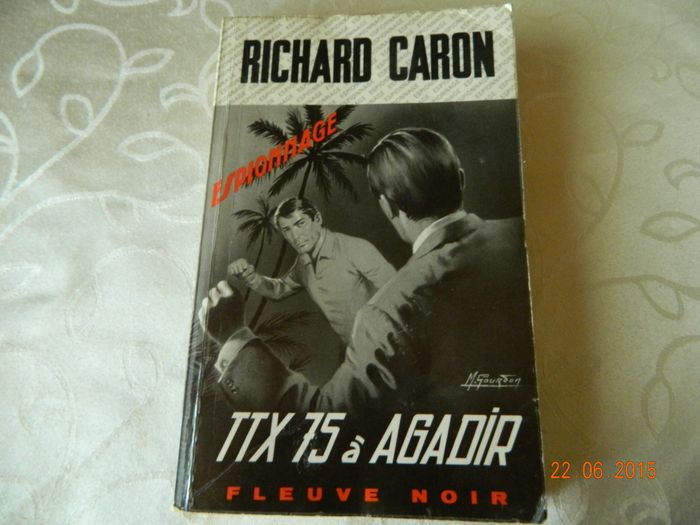 RICHARD CARON
ESPIONNAGE
M. Gourdon
TTX 75 à AGADIR
FLEUVE NOIR
22.06.2015